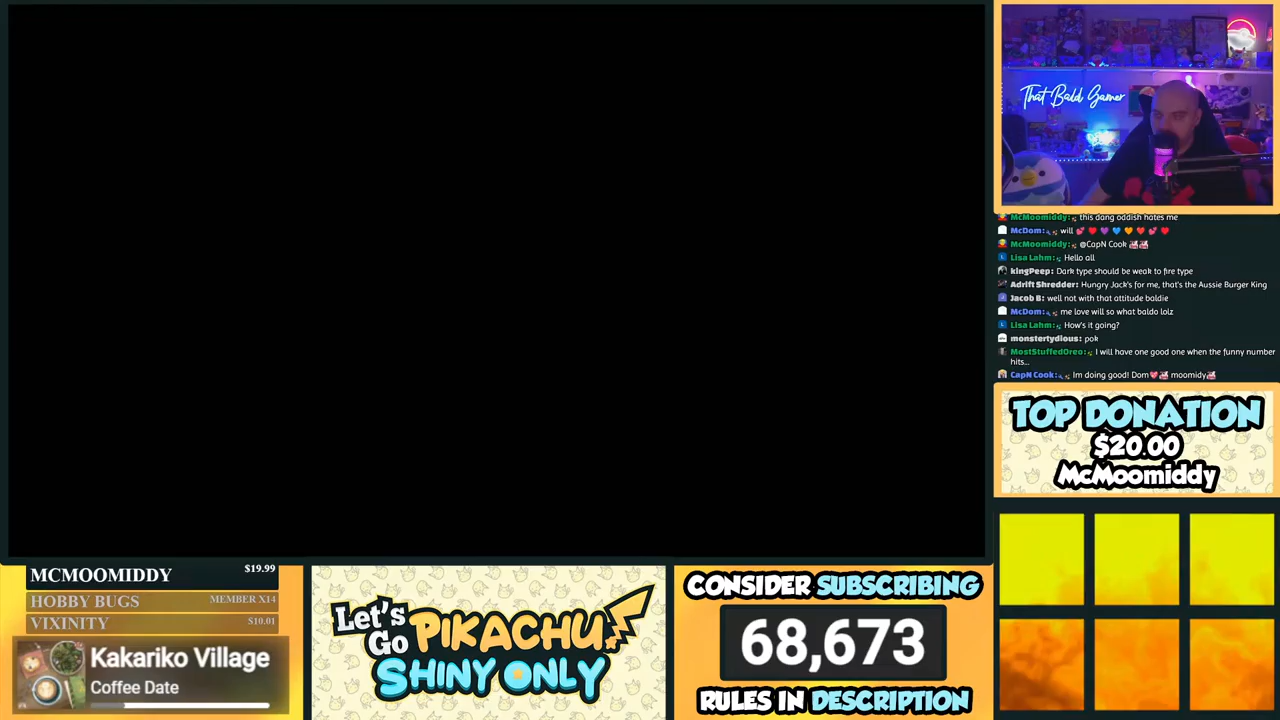 That Bald Gamer
McMoomiddy: this dang oddish hates me
McDom: will
McMoomiddy: @CapN Cook
Lisa Lahm: Hello all
kingPeep: Dark type should be weak to fire type
Adrift Shredder: Hungry Jack's for me, that's the Aussie Burger King
Jacob B: well not with that attitude baldie
McDom: me love will so what baldo lolz
Lisa Lahm: How's it going?
monstertydious: pok
MostStuffedOreo: I will have one good one when the funny number
hits...
CapN Cook: Im doing good! Dom moomidy
TOP DONATION
$20.00
McMoomiddy
MCMOOMIDDY $19.99
HOBBY BUGS MEMBER X14
VIXINITY $10.01
Kakariko Village
Coffee Date
Let's
Go PIKACHU
SHINY ONLY
CONSIDER SUBSCRIBING
68,673
RULES IN DESCRIPTION